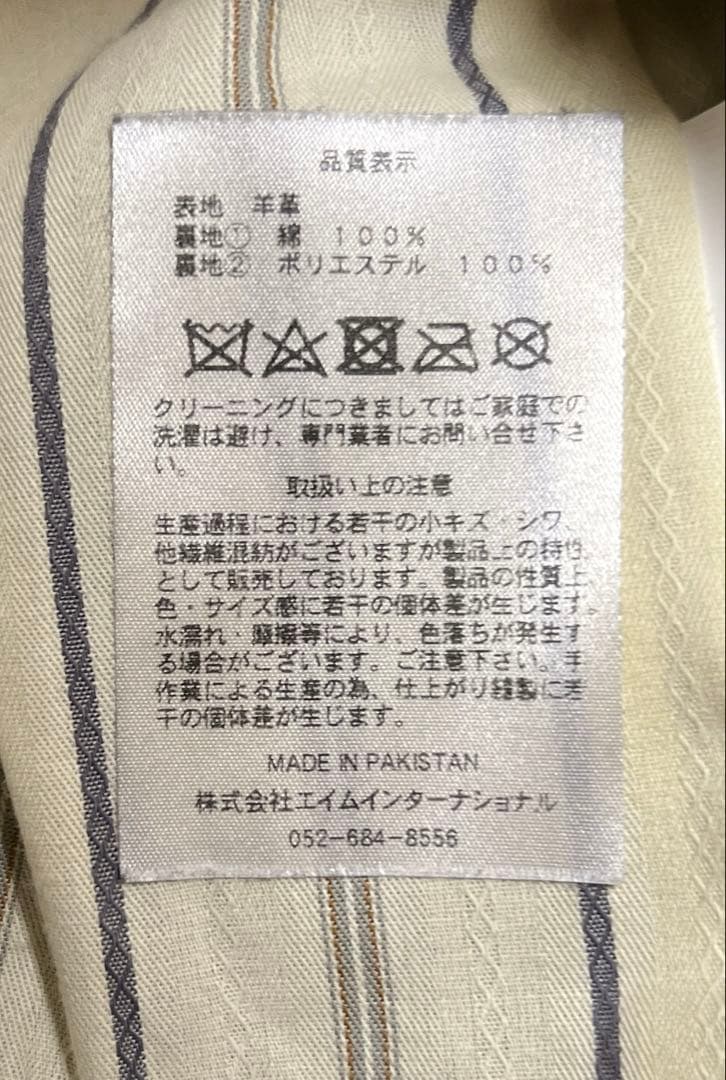 品質表示
表地　羊革
裏地①　綿　１００％
裏地②　ポリエステル　１００％
クリーニングにつきましてはご家庭での
洗濯は避け、専門業者にお問い合せ下さ
い。
取扱い上の注意
生産過程における若干の小キズ・シワ、
他繊維混紡がございますが製品上の特性
として販売しております。製品の性質上、
色・サイズ感に若干の個体差が生じます。
水濡れ・摩擦等により、色落ちが発生す
る場合がございます。ご注意下さい。手
作業による生産の為、仕上がり縫製に若
干の個体差が生じます。
MADE IN PAKISTAN
株式会社エイムインターナショナル
052-684-8556